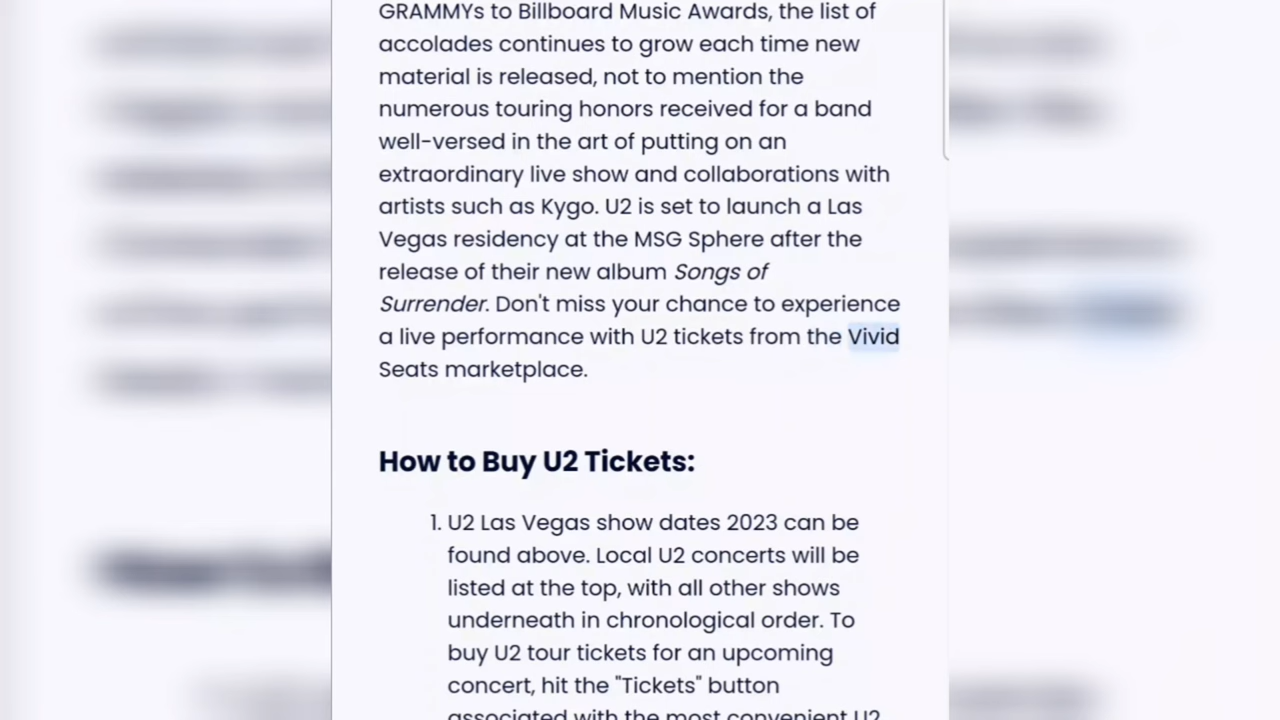 GRAMMYs to Billboard Music Awards, the list of
accolades continues to grow each time new
material is released, not to mention the
numerous touring honors received for a band
well-versed in the art of putting on an
extraordinary live show and collaborations with
artists such as Kygo. U2 is set to launch a Las
Vegas residency at the MSG Sphere after the
release of their new album Songs of
Surrender. Don't miss your chance to experience
a live performance with U2 tickets from the Vivid
Seats marketplace.
How to Buy U2 Tickets:
1. U2 Las Vegas show dates 2023 can be
found above. Local U2 concerts will be
listed at the top, with all other shows
underneath in chronological order. To
buy U2 tour tickets for an upcoming
concert, hit the "Tickets" button
associated with the most convenient U2